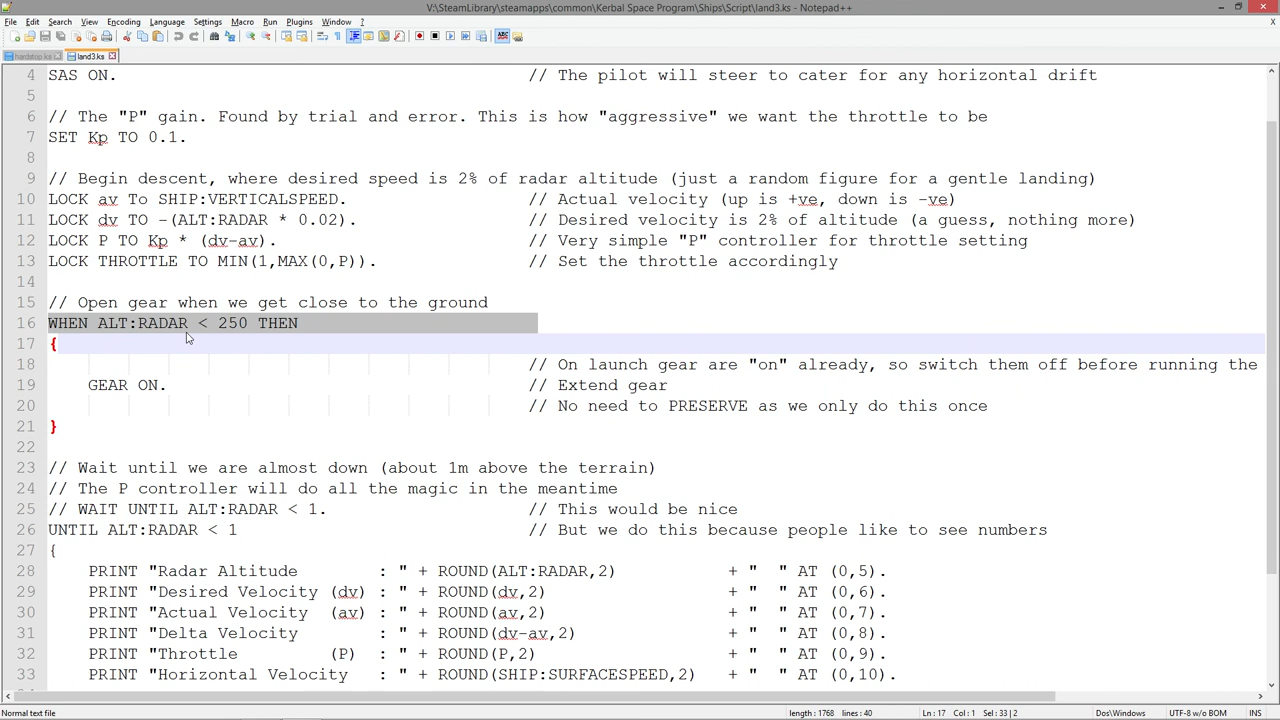 V:\SteamLibrary\steamapps\common\Kerbal Space Program\Ships\Script\land3.ks - Notepad++
File Edit Search View Encoding Language Settings Macro Run Plugins Window ?
hardstop.ks land3.ks
4 SAS ON. // The pilot will steer to cater for any horizontal drift
5
6 // The "P" gain. Found by trial and error. This is how "aggressive" we want the throttle to be
7 SET Kp TO 0.1.
8
9 // Begin descent, where desired speed is 2% of radar altitude (just a random figure for a gentle landing)
10 LOCK av To SHIP:VERTICALSPEED. // Actual velocity (up is +ve, down is -ve)
11 LOCK dv TO -(ALT:RADAR * 0.02). // Desired velocity is 2% of altitude (a guess, nothing more)
12 LOCK P TO Kp * (dv-av). // Very simple "P" controller for throttle setting
13 LOCK THROTTLE TO MIN(1,MAX(0,P)). // Set the throttle accordingly
14
15 // Open gear when we get close to the ground
16 WHEN ALT:RADAR < 250 THEN
17 {
18 // On launch gear are "on" already, so switch them off before running the
19 GEAR ON. // Extend gear
20 // No need to PRESERVE as we only do this once
21 }
22
23 // Wait until we are almost down (about 1m above the terrain)
24 // The P controller will do all the magic in the meantime
25 // WAIT UNTIL ALT:RADAR < 1. // This would be nice
26 UNTIL ALT:RADAR < 1 // But we do this because people like to see numbers
27 {
28 PRINT "Radar Altitude : " + ROUND(ALT:RADAR,2) + "  " AT (0,5).
29 PRINT "Desired Velocity (dv) : " + ROUND(dv,2) + "  " AT (0,6).
30 PRINT "Actual Velocity (av) : " + ROUND(av,2) + "  " AT (0,7).
31 PRINT "Delta Velocity : " + ROUND(dv-av,2) + "  " AT (0,8).
32 PRINT "Throttle (P) : " + ROUND(P,2) + "  " AT (0,9).
33 PRINT "Horizontal Velocity : " + ROUND(SHIP:SURFACESPEED,2) + "  " AT (0,10).
Normal text file length : 1768 lines : 40 Ln : 17 Col : 1 Sel : 33 | 2 Dos\Windows UTF-8 w/o BOM INS